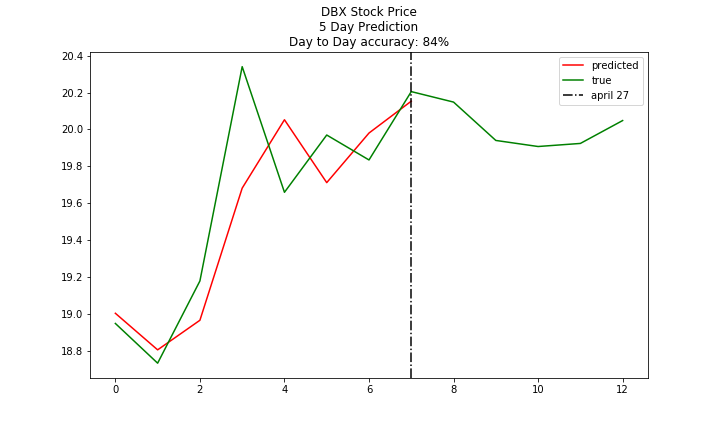 DBX Stock Price
5 Day Prediction
Day to Day accuracy: 84%
predicted
true
april 27
20.4
20.2
20.0
19.8
19.6
19.4
19.2
19.0
18.8
0 2 4 6 8 10 12